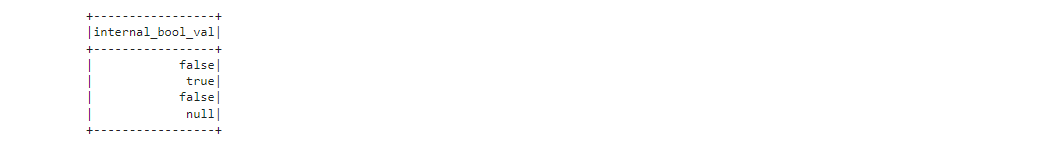 +-----------------+
|internal_bool_val|
+-----------------+
|            false|
|             true|
|            false|
|             null|
+-----------------+